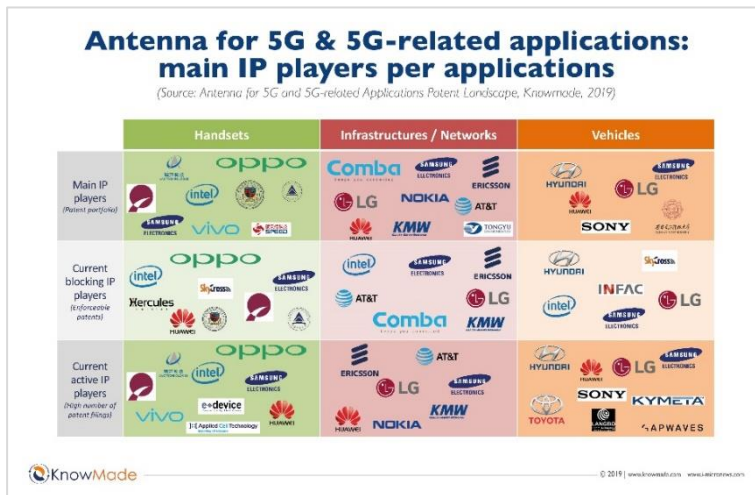 Antenna for 5G & 5G-related applications:
main IP players per applications
(Source: Antenna for 5G and 5G-related Applications Patent Landscape, Knowmade, 2019)
Handsets
Infrastructures / Networks
Vehicles
Main IP
players
(Patent portfolio)
oppo
intel
SAMSUNG
ELECTRONICS
vivo
SPEED
Comba
SAMSUNG
ELECTRONICS
ERICSSON
LG
NOKIA
AT&T
HUAWEI
KMW
TONGYU
HYUNDAI
SAMSUNG
ELECTRONICS
HUAWEI
LG
SONY
Current
blocking IP
players
(Enforceable
patents)
oppo
intel
SkyCross
SAMSUNG
ELECTRONICS
Hercules
HUAWEI
intel
SAMSUNG
ELECTRONICS
ERICSSON
AT&T
LG
Comba
KMW
HYUNDAI
SkyCross
intel
INFAC
LG
SAMSUNG
ELECTRONICS
Current
active IP
players
(High number of
patent filings)
oppo
intel
SAMSUNG
ELECTRONICS
vivo
e+device
Applied Cell Technology
HUAWEI
ERICSSON
AT&T
LG
SAMSUNG
ELECTRONICS
HUAWEI
NOKIA
KMW
HYUNDAI
HUAWEI
LG
SAMSUNG
ELECTRONICS
TOYOTA
SONY
KYMETA
LANGBO
APWAVES
KnowMade
© 2019 | www.knowmade.com www.i-micronews.com